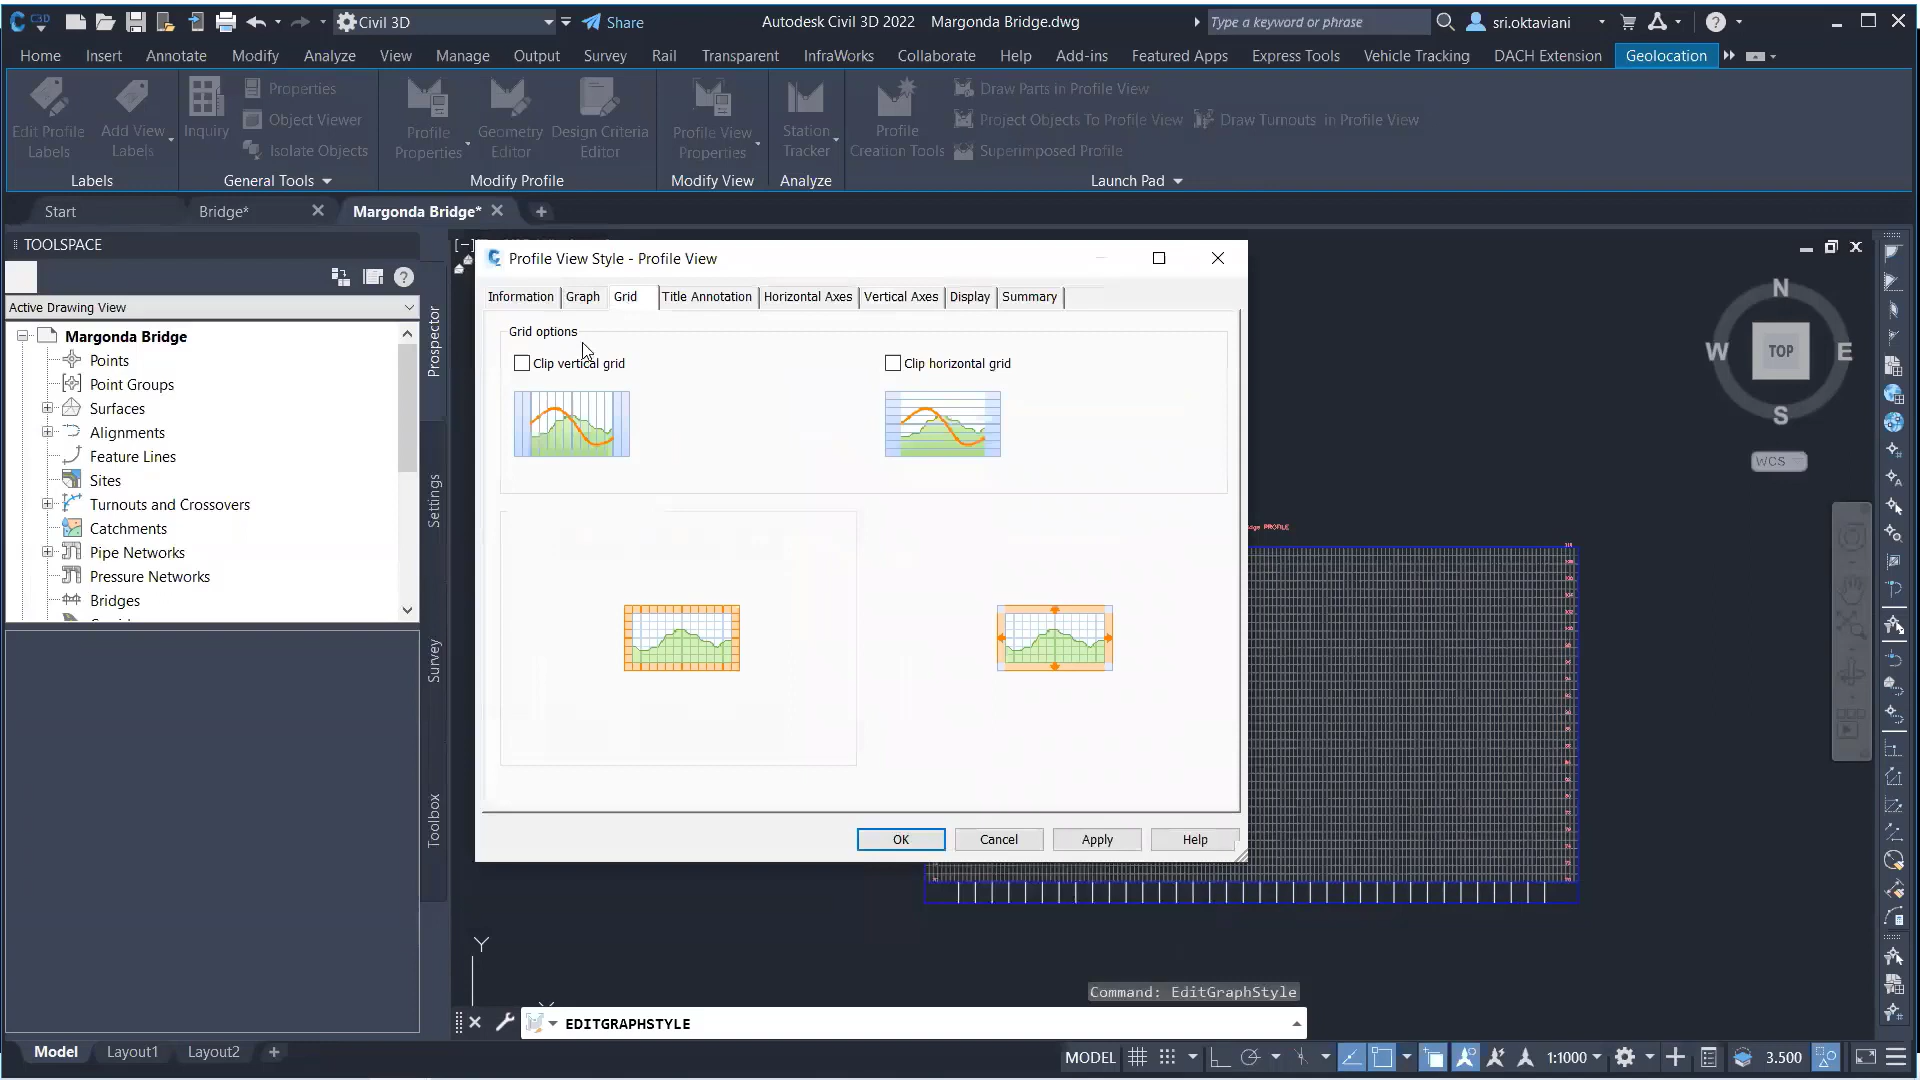 C3D
Civil 3D
Share
Autodesk Civil 3D 2022 Margonda Bridge.dwg
Type a keyword or phrase
sri.oktaviani
Home Insert Annotate Modify Analyze View Manage Output Survey Rail Transparent InfraWorks Collaborate Help Add-ins Featured Apps Express Tools Vehicle Tracking DACH Extension Geolocation
Edit Profile Labels
Add View Labels
Inquiry
Properties
Object Viewer
Isolate Objects
Profile Properties
Geometry Editor
Design Criteria Editor
Profile View Properties
Station Tracker
Profile Creation Tools
Draw Parts in Profile View
Project Objects To Profile View
Draw Turnouts in Profile View
Superimposed Profile
Labels
General Tools
Modify Profile
Modify View
Analyze
Launch Pad
Start
Bridge*
Margonda Bridge*
TOOLSPACE
Active Drawing View
Margonda Bridge
Points
Point Groups
Surfaces
Alignments
Feature Lines
Sites
Turnouts and Crossovers
Catchments
Pipe Networks
Pressure Networks
Bridges
Prospector
Settings
Survey
Toolbox
[−]
Profile View Style - Profile View
Information Graph Grid Title Annotation Horizontal Axes Vertical Axes Display Summary
Grid options
Clip vertical grid
Clip horizontal grid
OK
Cancel
Apply
Help
N
W
TOP
E
S
WCS
PROFILE
Y
Command: EditGraphStyle
EDITGRAPHSTYLE
Model
Layout1
Layout2
MODEL
1:1000
3.500